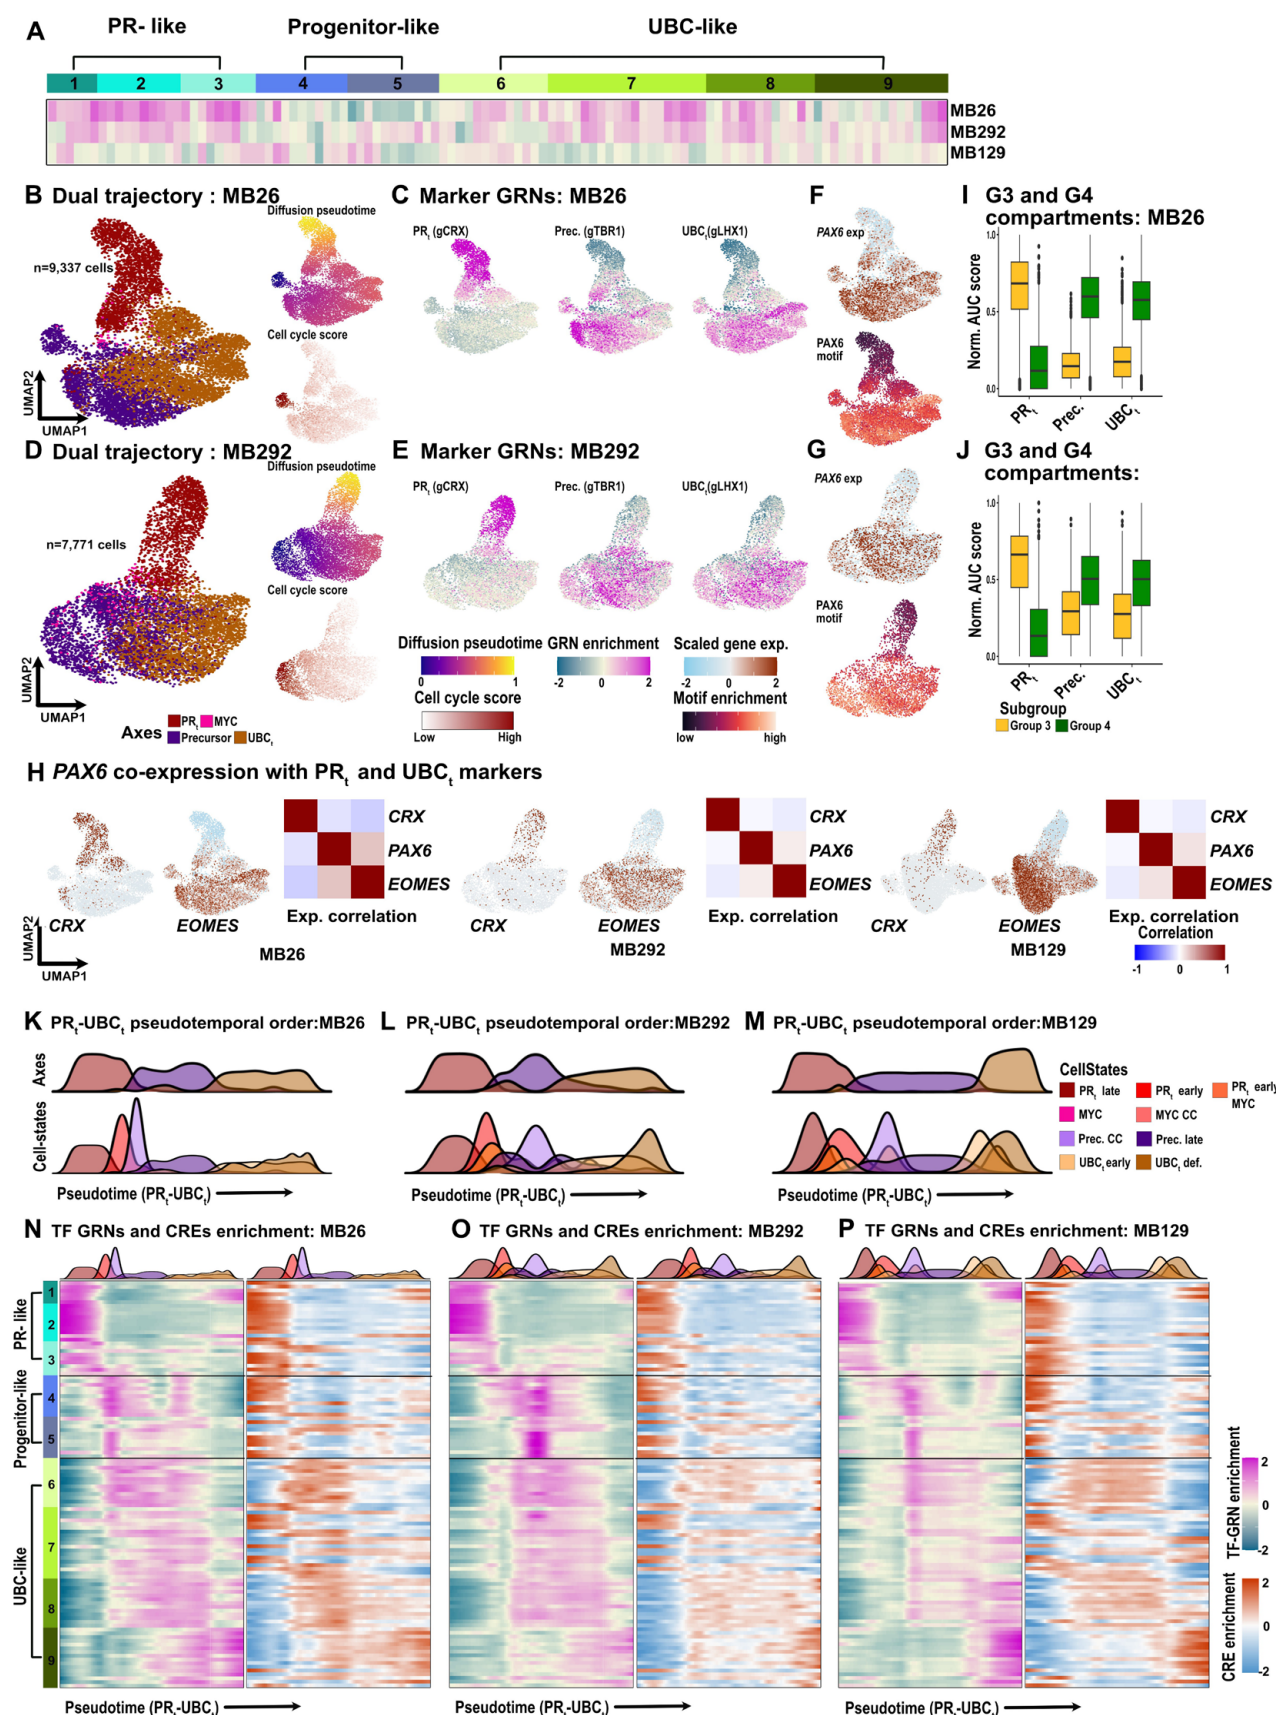 A
PR- like
Progenitor-like
UBC-like
1 2 3 4 5 6 7 8 9
MB26
MB292
MB129
B Dual trajectory : MB26
n=9,337 cells
Diffusion pseudotime
Cell cycle score
UMAP2
UMAP1
C Marker GRNs: MB26
PRt (gCRX)
Prec. (gTBR1)
UBCt(gLHX1)
F
PAX6 exp
PAX6
motif
I G3 and G4
compartments: MB26
Norm. AUC score
1.0
0.5
0.0
PRt
Prec.
UBCt
D Dual trajectory : MB292
n=7,771 cells
Diffusion pseudotime
Cell cycle score
UMAP2
UMAP1
Axes
PRt
MYC
Precursor
UBCt
E Marker GRNs: MB292
PRt (gCRX)
Prec. (gTBR1)
UBCt(gLHX1)
Diffusion pseudotime
0 1
GRN enrichment
-2 0 2
Scaled gene exp.
-2 0 2
Cell cycle score
Low High
Motif enrichment
low high
G
PAX6 exp
PAX6
motif
J G3 and G4
compartments:
Norm. AUC score
1.0
0.5
0.0
PRt
Prec.
UBCt
Subgroup
Group 3
Group 4
H PAX6 co-expression with PRt and UBCt markers
CRX
EOMES
CRX
PAX6
EOMES
Exp. correlation
MB26
UMAP2
UMAP1
CRX
EOMES
CRX
PAX6
EOMES
Exp. correlation
MB292
CRX
EOMES
CRX
PAX6
EOMES
Exp. correlation
MB129
Correlation
-1 0 1
K PRt-UBCt pseudotemporal order:MB26
L PRt-UBCt pseudotemporal order:MB292
M PRt-UBCt pseudotemporal order:MB129
Axes
Cell-states
Pseudotime (PRt-UBCt)
Pseudotime (PRt-UBCt)
Pseudotime (PRt-UBCt)
CellStates
PRt late
PRt early
PRt early
MYC
MYC
MYC CC
Prec. CC
Prec. late
UBCt early
UBCt def.
N TF GRNs and CREs enrichment: MB26
O TF GRNs and CREs enrichment: MB292
P TF GRNs and CREs enrichment: MB129
PR- like
Progenitor-like
UBC-like
1
2
3
4
5
6
7
8
9
TF-GRN enrichment
2
0
-2
CRE enrichment
2
0
-2
Pseudotime (PRt-UBCt)
Pseudotime (PRt-UBCt)
Pseudotime (PRt-UBCt)